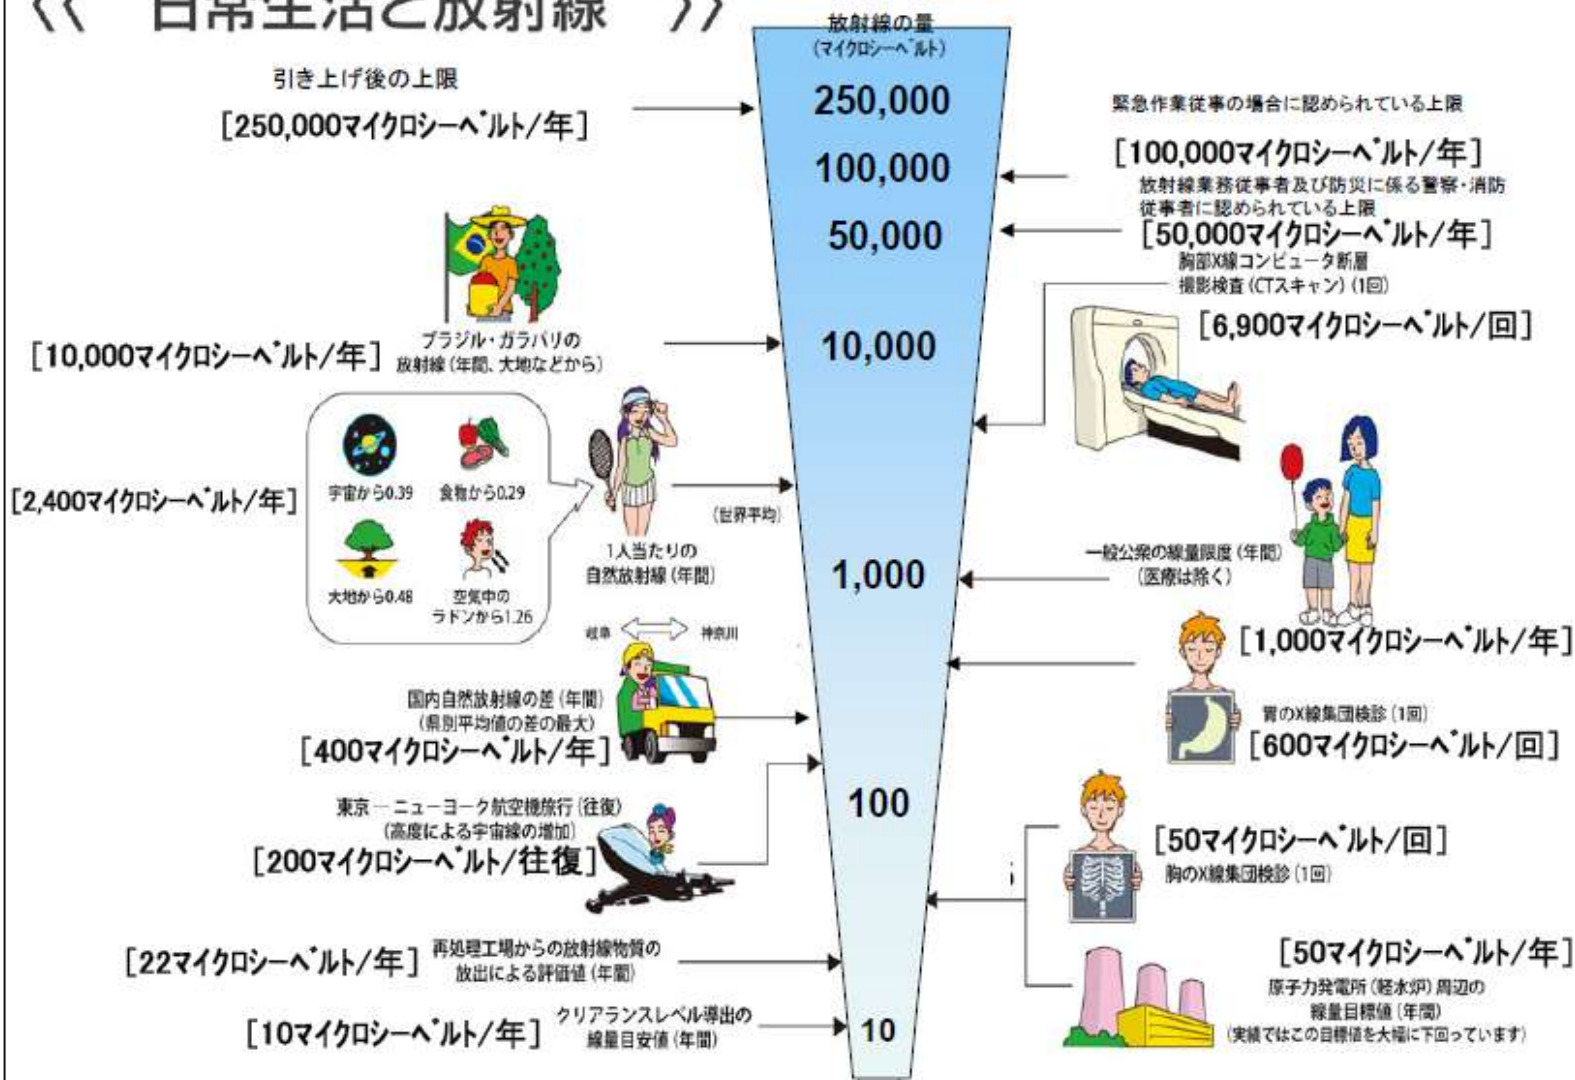 《 日常生活と放射線 》
放射線の量
(マイクロシーベルト)
250,000
100,000
50,000
10,000
1,000
100
10
引き上げ後の上限
[250,000マイクロシーベルト/年]
ブラジル・ガラパリの
放射線(年間、大地などから)
[10,000マイクロシーベルト/年]
[2,400マイクロシーベルト/年]
宇宙から0.39
食物から0.29
大地から0.48
空気中の
ラドンから1.26
(世界平均)
1人当たりの
自然放射線(年間)
岐阜
神奈川
国内自然放射線の差(年間)
(県別平均値の差の最大)
[400マイクロシーベルト/年]
東京―ニューヨーク航空機旅行(往復)
(高度による宇宙線の増加)
[200マイクロシーベルト/往復]
[22マイクロシーベルト/年]
再処理工場からの放射線物質の
放出による評価値(年間)
[10マイクロシーベルト/年]
クリアランスレベル導出の
線量目安値(年間)
緊急作業従事の場合に認められている上限
[100,000マイクロシーベルト/年]
放射線業務従事者及び防災に係る警察・消防
従事者に認められている上限
[50,000マイクロシーベルト/年]
胸部X線コンピュータ断層
撮影検査(CTスキャン)(1回)
[6,900マイクロシーベルト/回]
一般公衆の線量限度(年間)
(医療は除く)
[1,000マイクロシーベルト/年]
胃のX線集団検診(1回)
[600マイクロシーベルト/回]
[50マイクロシーベルト/回]
胸のX線集団検診(1回)
[50マイクロシーベルト/年]
原子力発電所(軽水炉)周辺の
線量目標値(年間)
(実績ではこの目標値を大幅に下回っています)